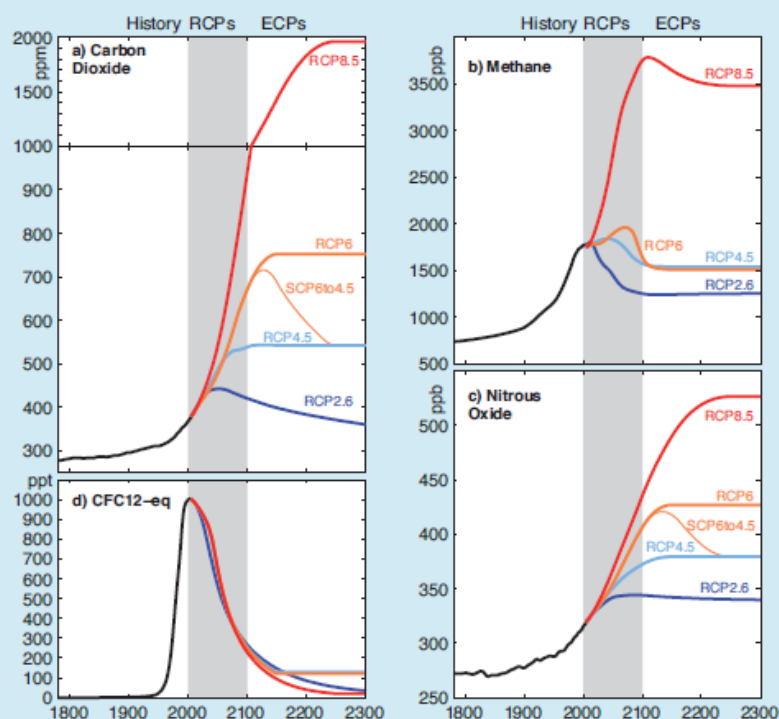 History RCPs ECPs
History RCPs ECPs
a) Carbon
Dioxide
ppm
2000
1500
1000
900
800
700
600
500
400
300
RCP8.5
RCP6
SCP6to4.5
RCP4.5
RCP2.6
b) Methane
ppb
3500
3000
2500
2000
1500
1000
500
RCP8.5
RCP6
RCP4.5
RCP2.6
c) Nitrous
Oxide
ppb
500
450
400
350
300
250
RCP8.5
RCP6
SCP6to4.5
RCP4.5
RCP2.6
1800 1900 2000 2100 2200 2300
d) CFC12-eq
ppt
1000
900
800
700
600
500
400
300
200
100
0
1800 1900 2000 2100 2200 2300